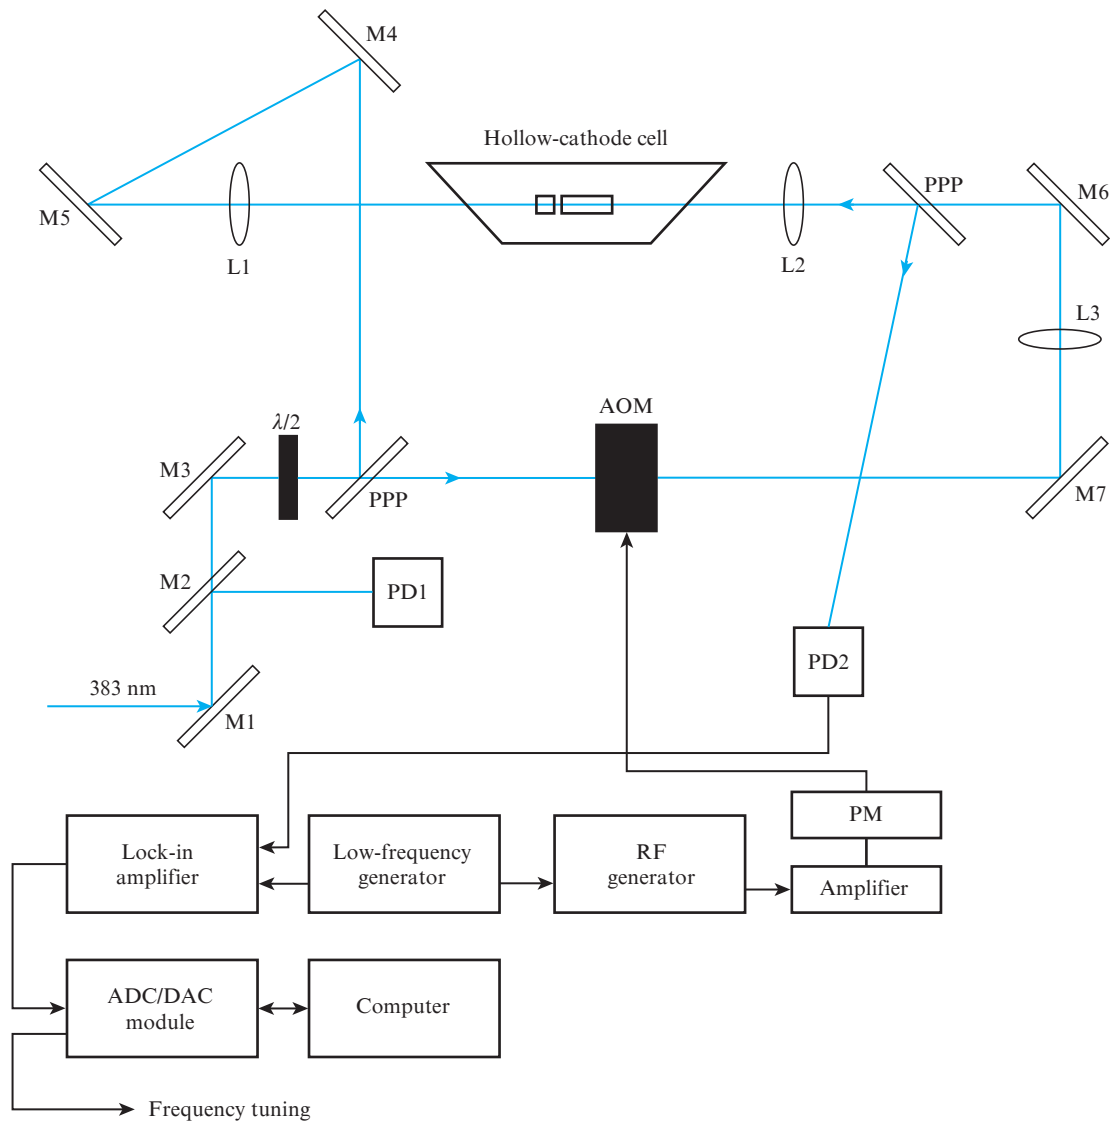 M4
Hollow-cathode cell
PPP
M6
M5
L1
L2
L3
AOM
λ/2
M3
PPP
M7
M2
PD1
PD2
383 nm
M1
PM
Lock-in
amplifier
Low-frequency
generator
RF
generator
Amplifier
ADC/DAC
module
Computer
Frequency tuning